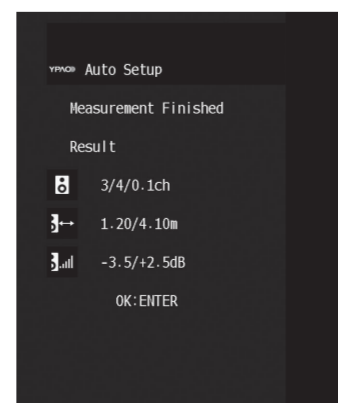 YPAO Auto Setup
Measurement Finished
Result
3/4/0.1ch
1.20/4.10m
-3.5/+2.5dB
OK:ENTER